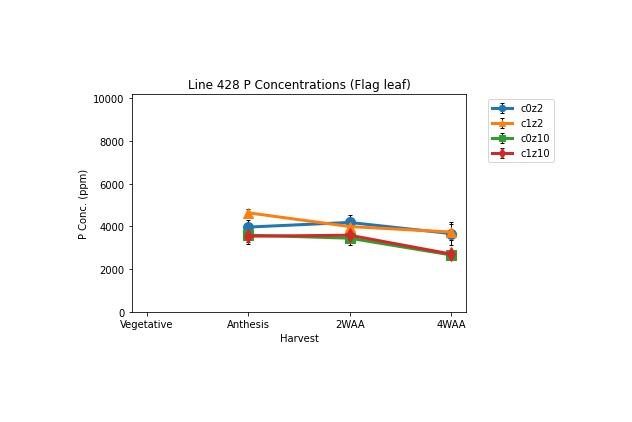 Line 428 P Concentrations (Flag leaf)
c0z2
c1z2
c0z10
c1z10
10000
8000
6000
4000
2000
0
P Conc. (ppm)
Vegetative
Anthesis
2WAA
4WAA
Harvest